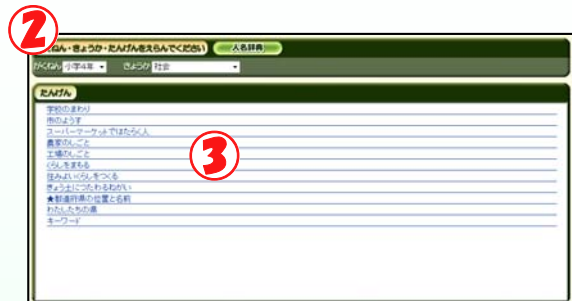 2
くねん・きょうか・たんげんをえらんでください 人名辞典
がくねん 小学4年 きょうか 社会
たんげん
学校のまわり
市のようす
スーパーマーケットではたらく人
農家のしごと
工場のしごと
くらしをまもる
住みよいくらしをつくる
きょう土につたわるねがい
★都道府県の位置と名前
わたしたちの県
キーワード
3